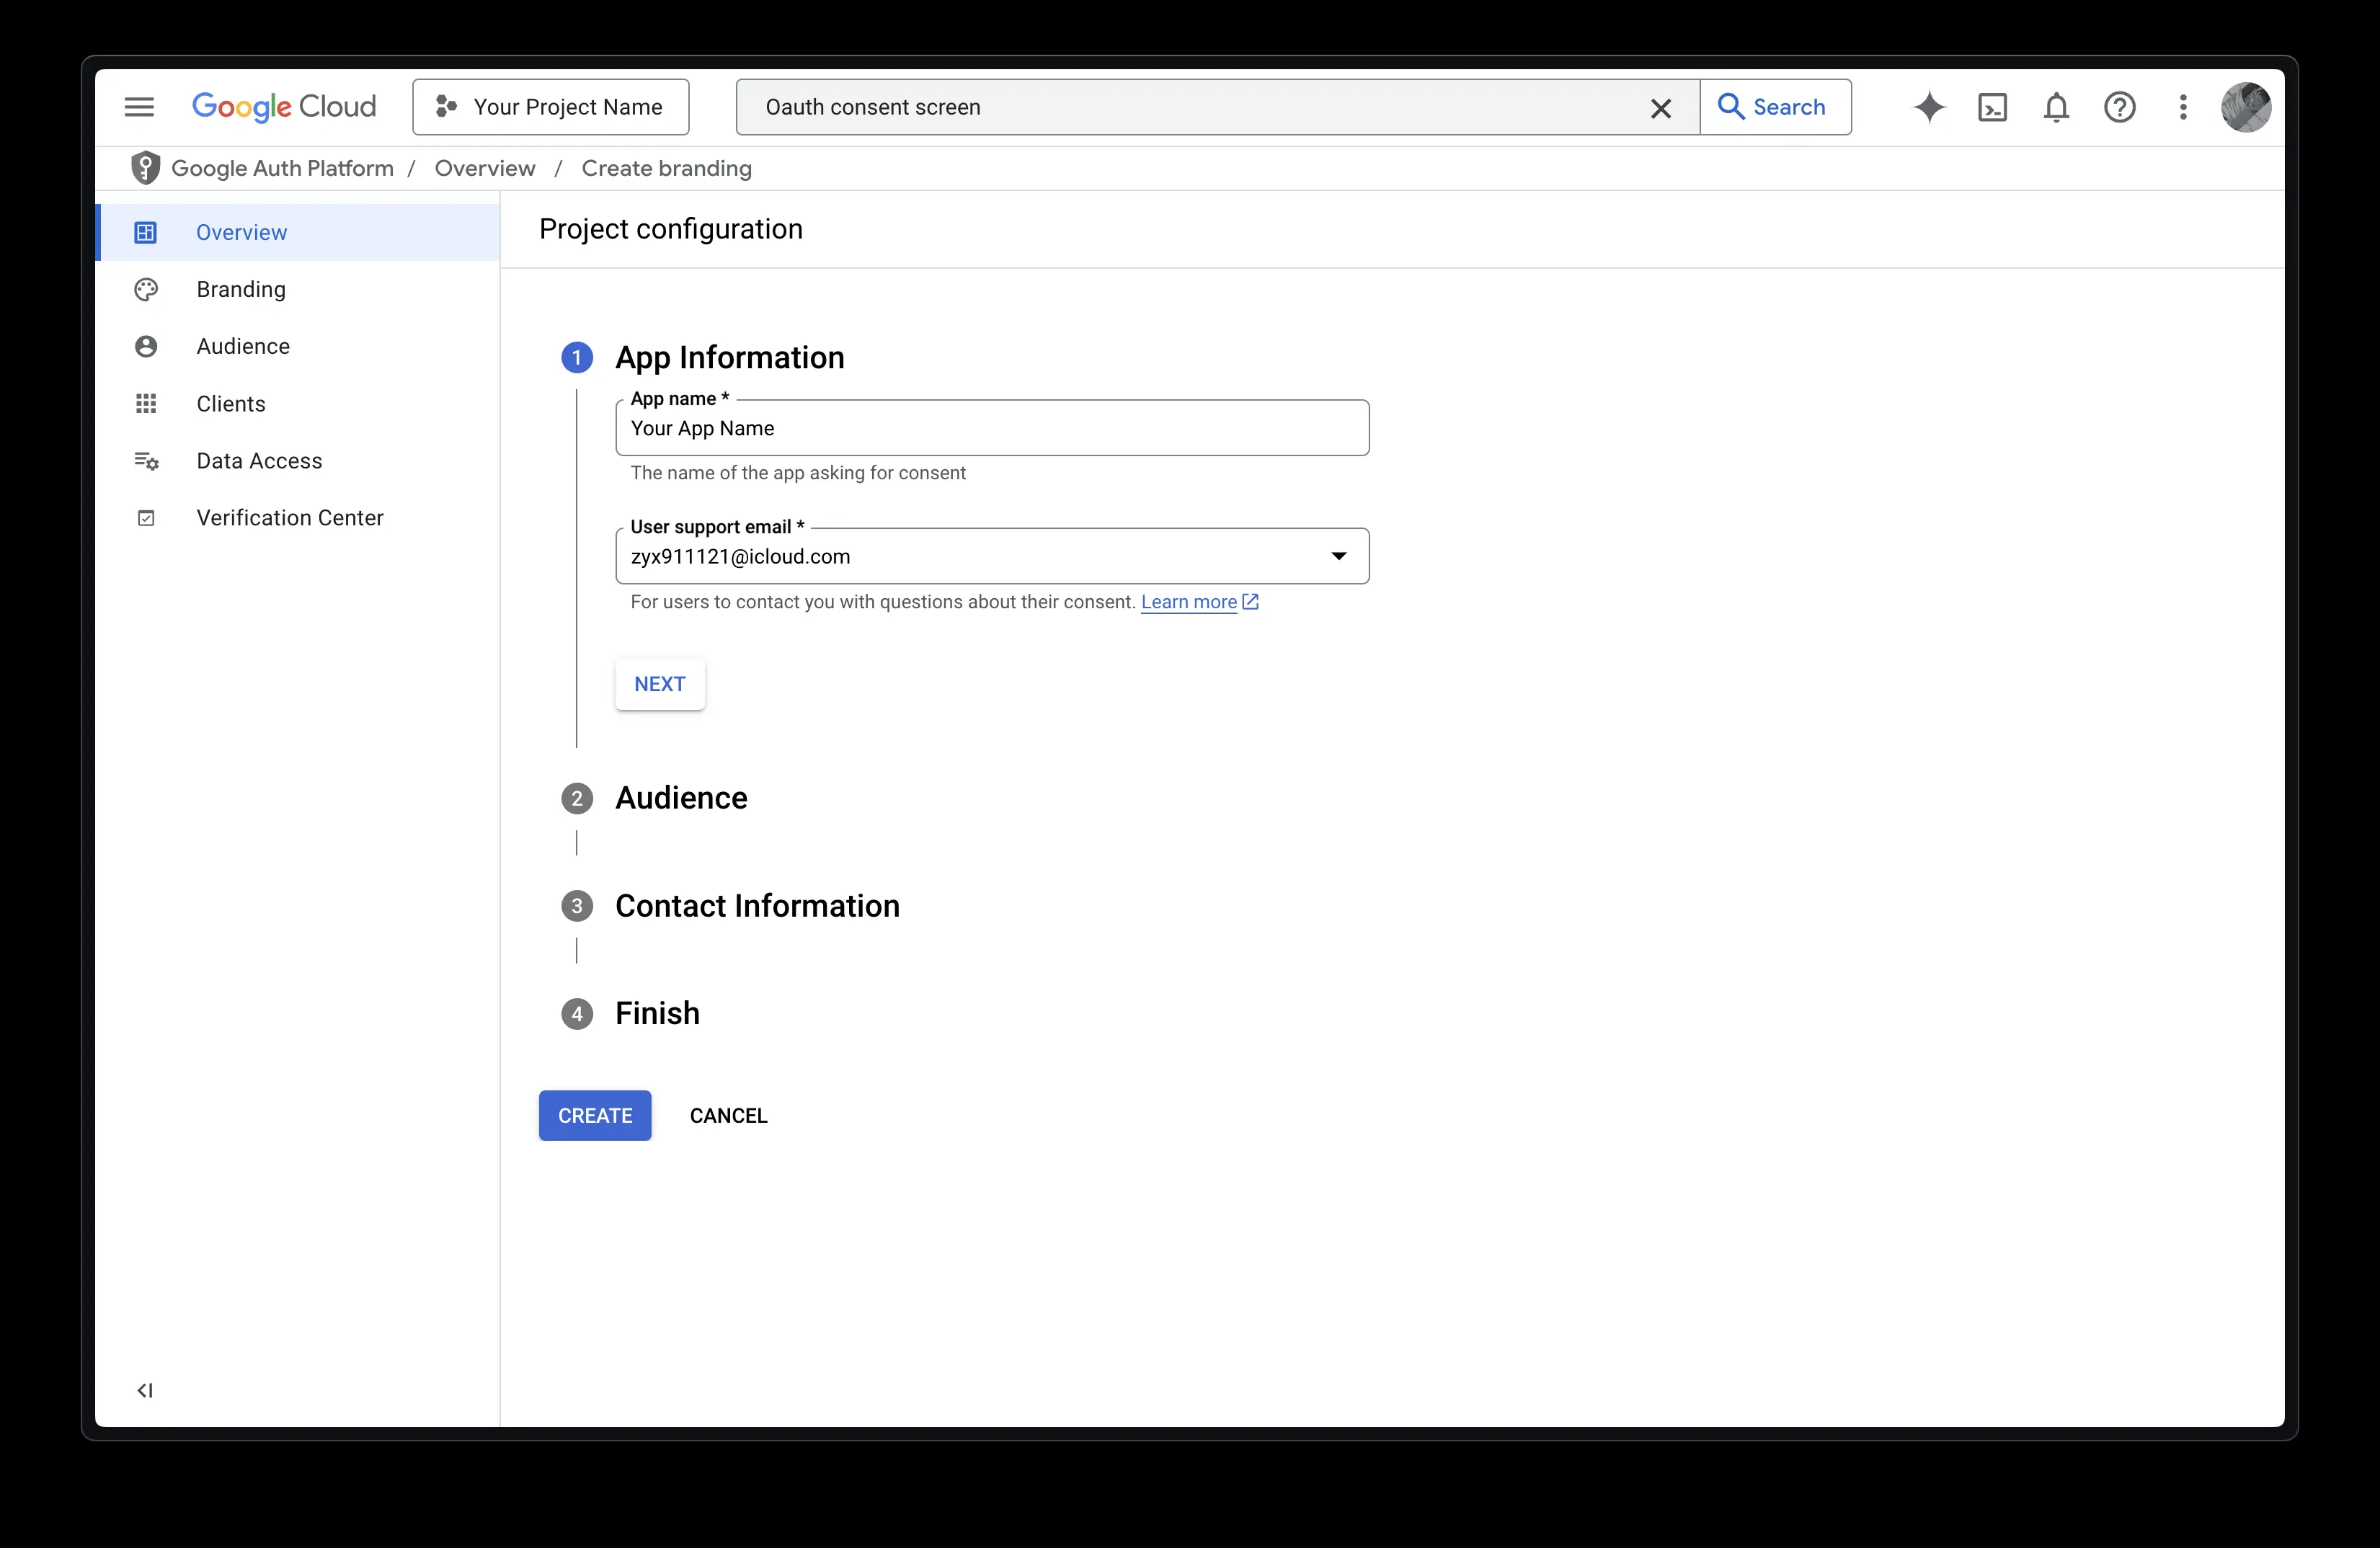 Google Cloud
Your Project Name
Oauth consent screen
Search
Google Auth Platform / Overview / Create branding
Overview
Branding
Audience
Clients
Data Access
Verification Center
Project configuration
1 App Information
App name *
Your App Name
The name of the app asking for consent
User support email *
zyx911121@icloud.com
For users to contact you with questions about their consent. Learn more
NEXT
2 Audience
3 Contact Information
4 Finish
CREATE CANCEL